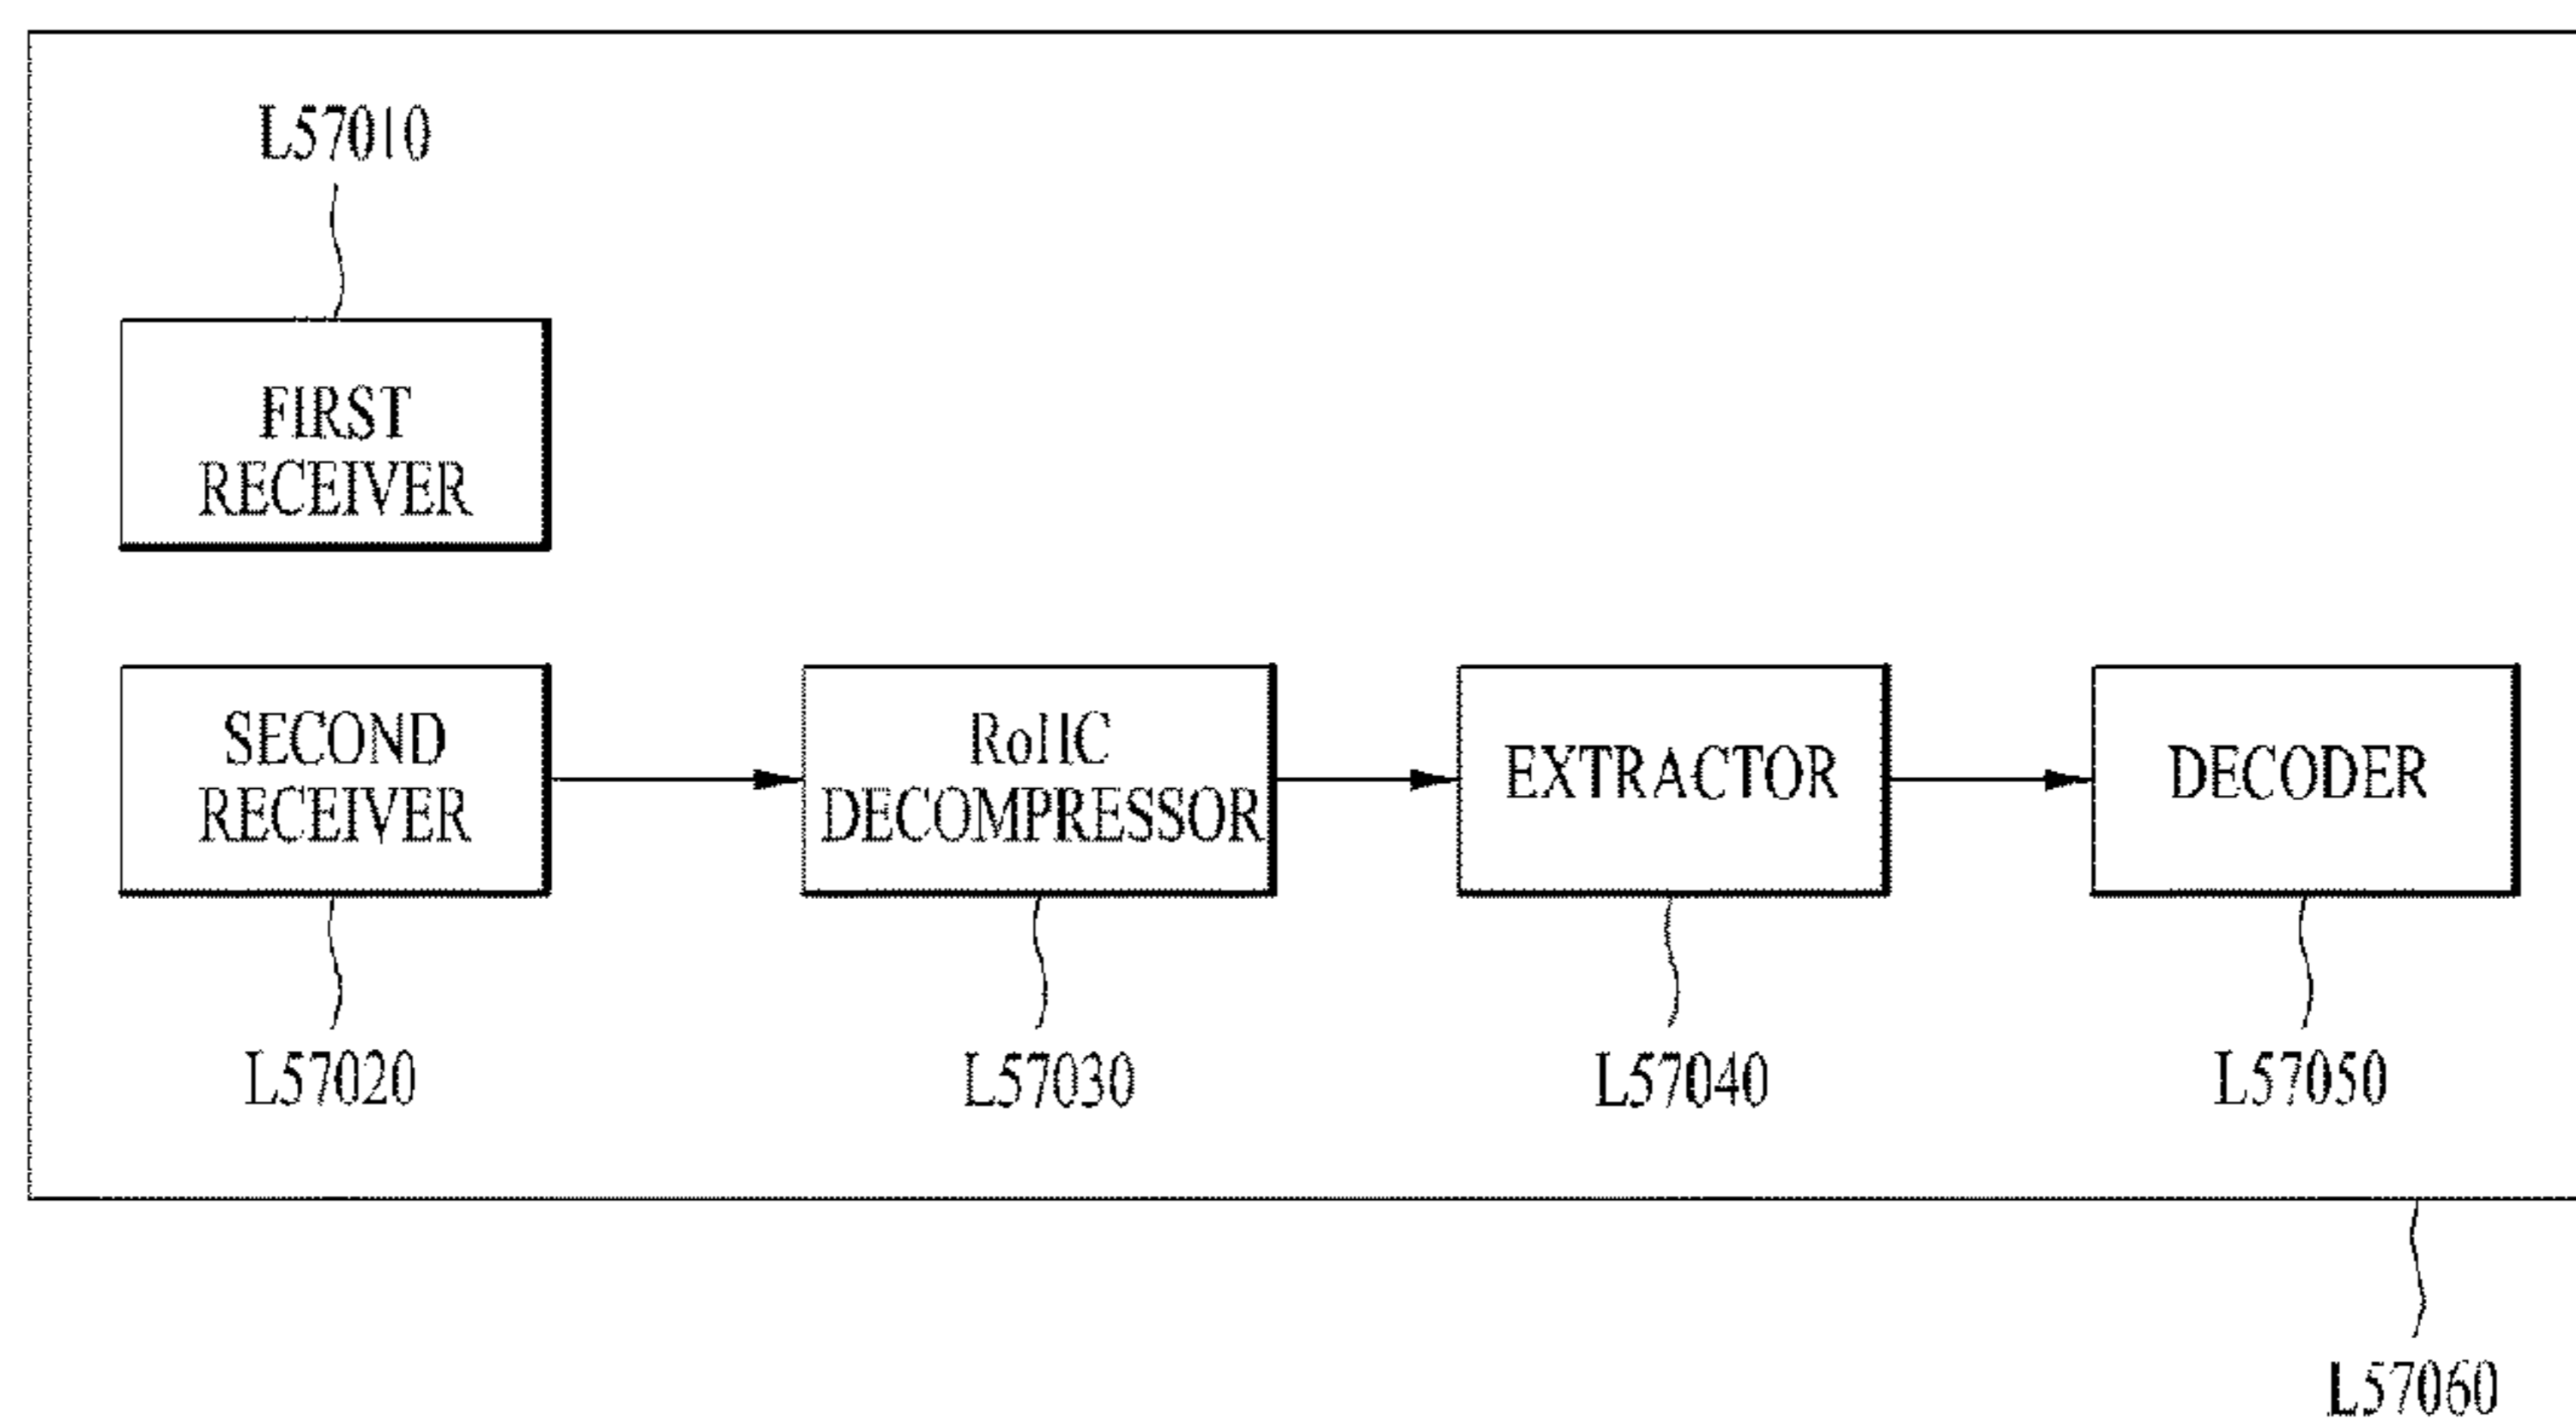 L57010
FIRST
RECEIVER
SECOND
RECEIVER
RoHC
DECOMPRESSOR
EXTRACTOR
DECODER
L57020
L57030
L57040
L57050
L57060